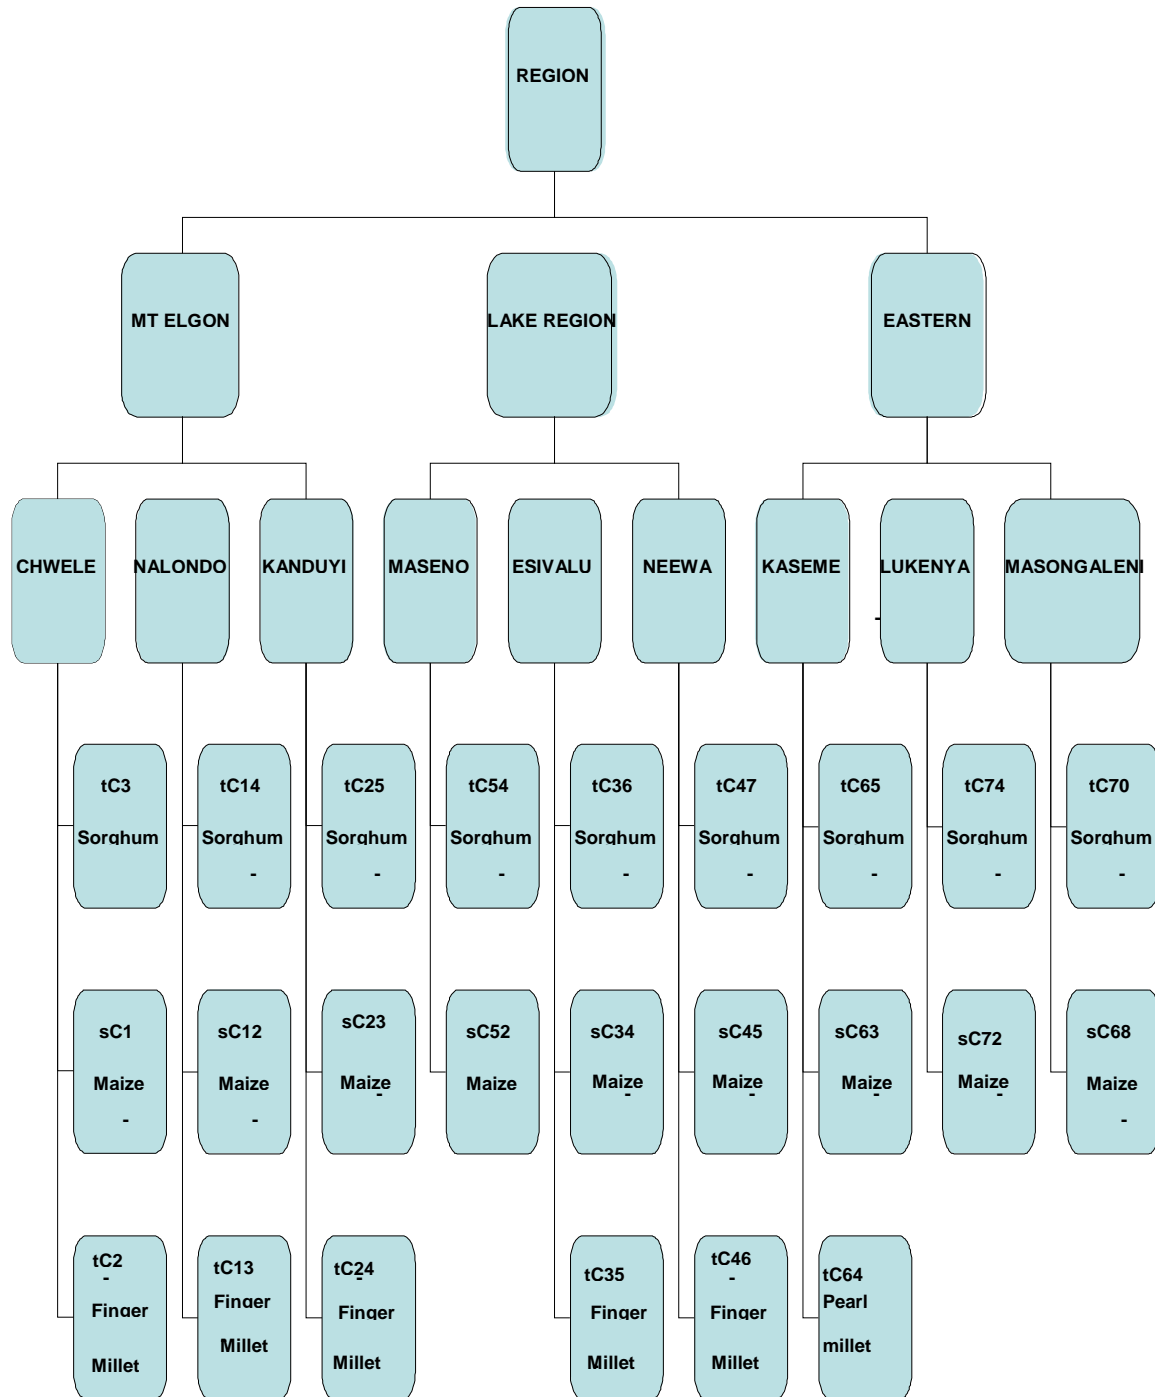 REGION
MT ELGON
LAKE REGION
EASTERN
CHWELE
NALONDO
KANDUYI
MASENO
ESIVALU
NEEWA
KASEME
LUKENYA
MASONGALENI
-
tC3
Sorghum
tC14
Sorghum
-
tC25
Sorghum
-
tC54
Sorghum
-
tC36
Sorghum
-
tC47
Sorghum
-
tC65
Sorghum
-
tC74
Sorghum
-
tC70
Sorghum
-
sC1
Maize
-
sC12
Maize
-
sC23
Maize
-
sC52
Maize
sC34
Maize
-
sC45
Maize
-
sC63
Maize
-
sC72
Maize
-
sC68
Maize
-
tC2
-
Finger
Millet
tC13
Finger
Millet
tC24
-
Finger
Millet
tC35
Finger
Millet
tC46
-
Finger
Millet
tC64
Pearl
millet